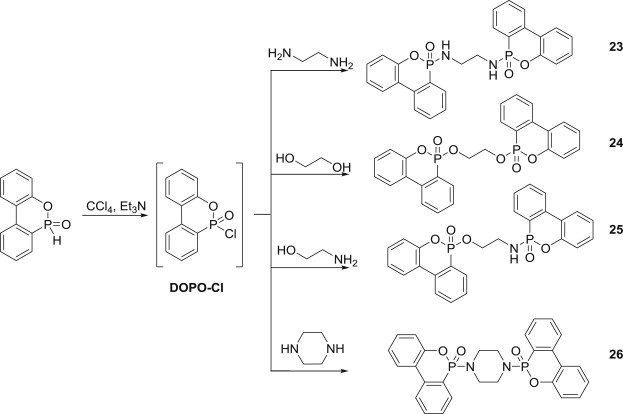 H₂N NH₂
O O P N H H N P O O
23
HO OH
O O P O O P O O
24
O P O H
CCl₄, Et₃N
O P O Cl
DOPO-Cl
HO NH₂
O O P O N H P O O
25
HN NH
O O P N N P O O
26